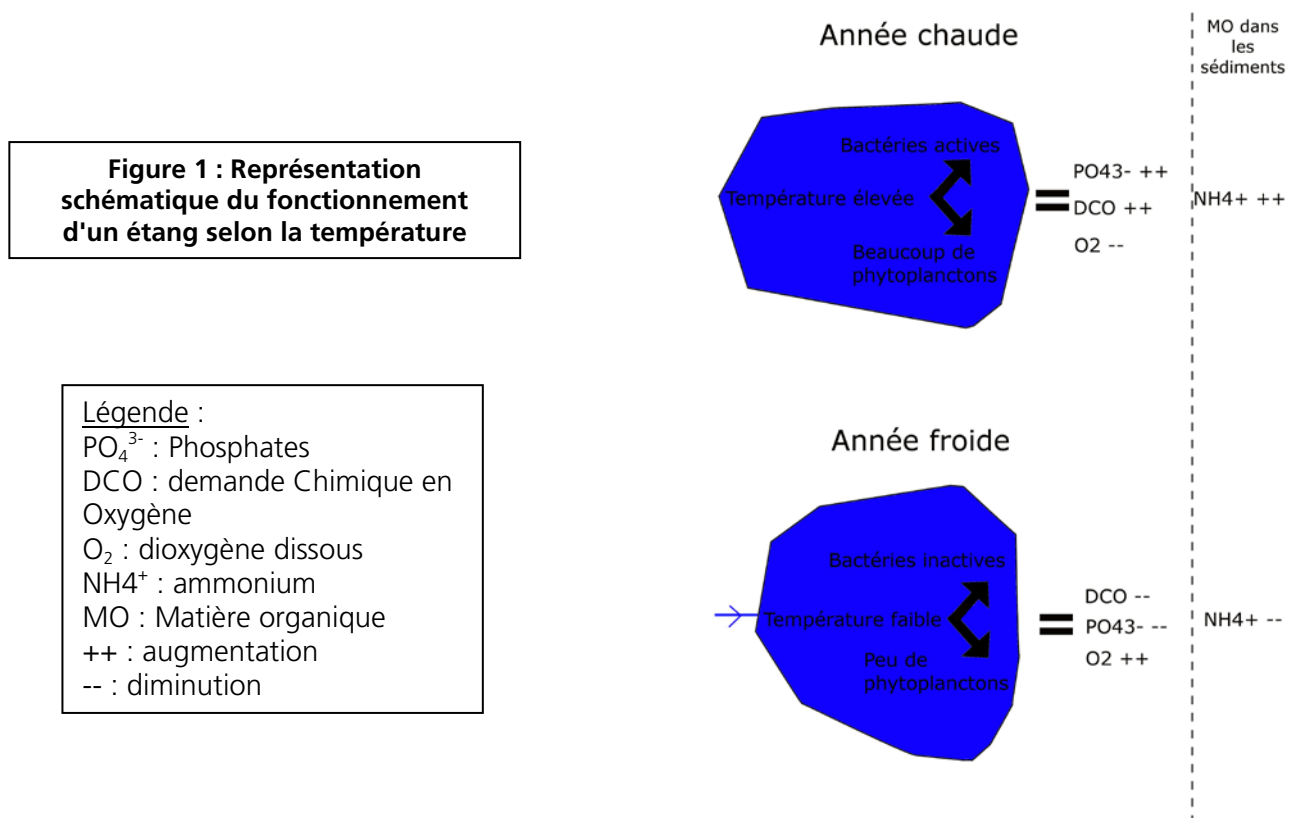 Figure 1 : Représentation
schématique du fonctionnement
d'un étang selon la température
Légende :
PO₄³⁻ : Phosphates
DCO : demande Chimique en
Oxygène
O₂ : dioxygène dissous
NH4⁺ : ammonium
MO : Matière organique
++ : augmentation
-- : diminution
Année chaude
MO dans
les
sédiments
Bactéries actives
Température élevée
Beaucoup de
phytoplanctons
PO43- ++
DCO ++
O2 --
NH4+ ++
Année froide
Bactéries inactives
Température faible
Peu de
phytoplanctons
DCO --
PO43- --
O2 ++
NH4+ --